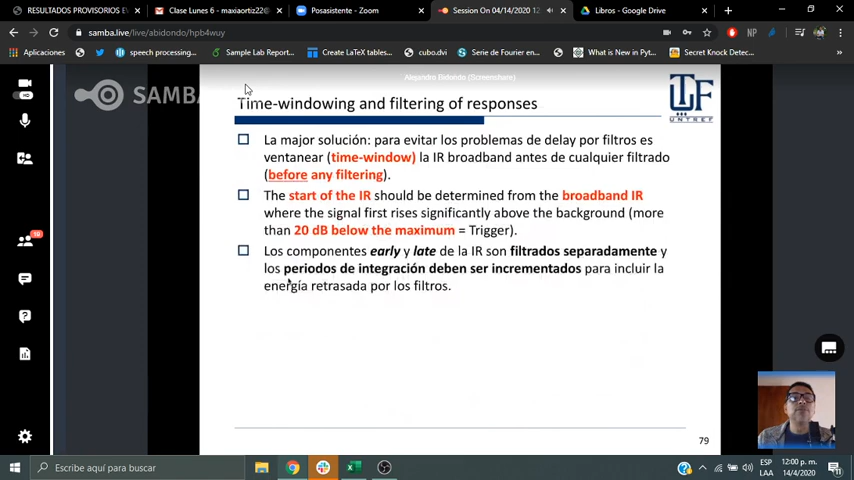 RESULTADOS PROVISORIOS E
Clase Lunes 6 - maxiaortiz22@
Posasistente - Zoom
Session On 04/14/2020 12
Libros - Google Drive
samba.live/live/abidondo/hpb4wuy
Aplicaciones
speech processing...
Sample Lab Report...
Create LaTeX tables...
cubo.dvi
Serie de Fourier en...
What is New in Pyt...
Secret Knock Detec...
HD
SAMBA
Alejandro Bidondo (Screenshare)
Time-windowing and filtering of responses
UNTREF
La major solución: para evitar los problemas de delay por filtros es
ventanear (time-window) la IR broadband antes de cualquier filtrado
(before any filtering).
The start of the IR should be determined from the broadband IR
where the signal first rises significantly above the background (more
than 20 dB below the maximum = Trigger).
Los componentes early y late de la IR son filtrados separadamente y
los periodos de integración deben ser incrementados para incluir la
energía retrasada por los filtros.
79
Escribe aquí para buscar
ESP
LAA
12:00 p. m.
14/4/2020